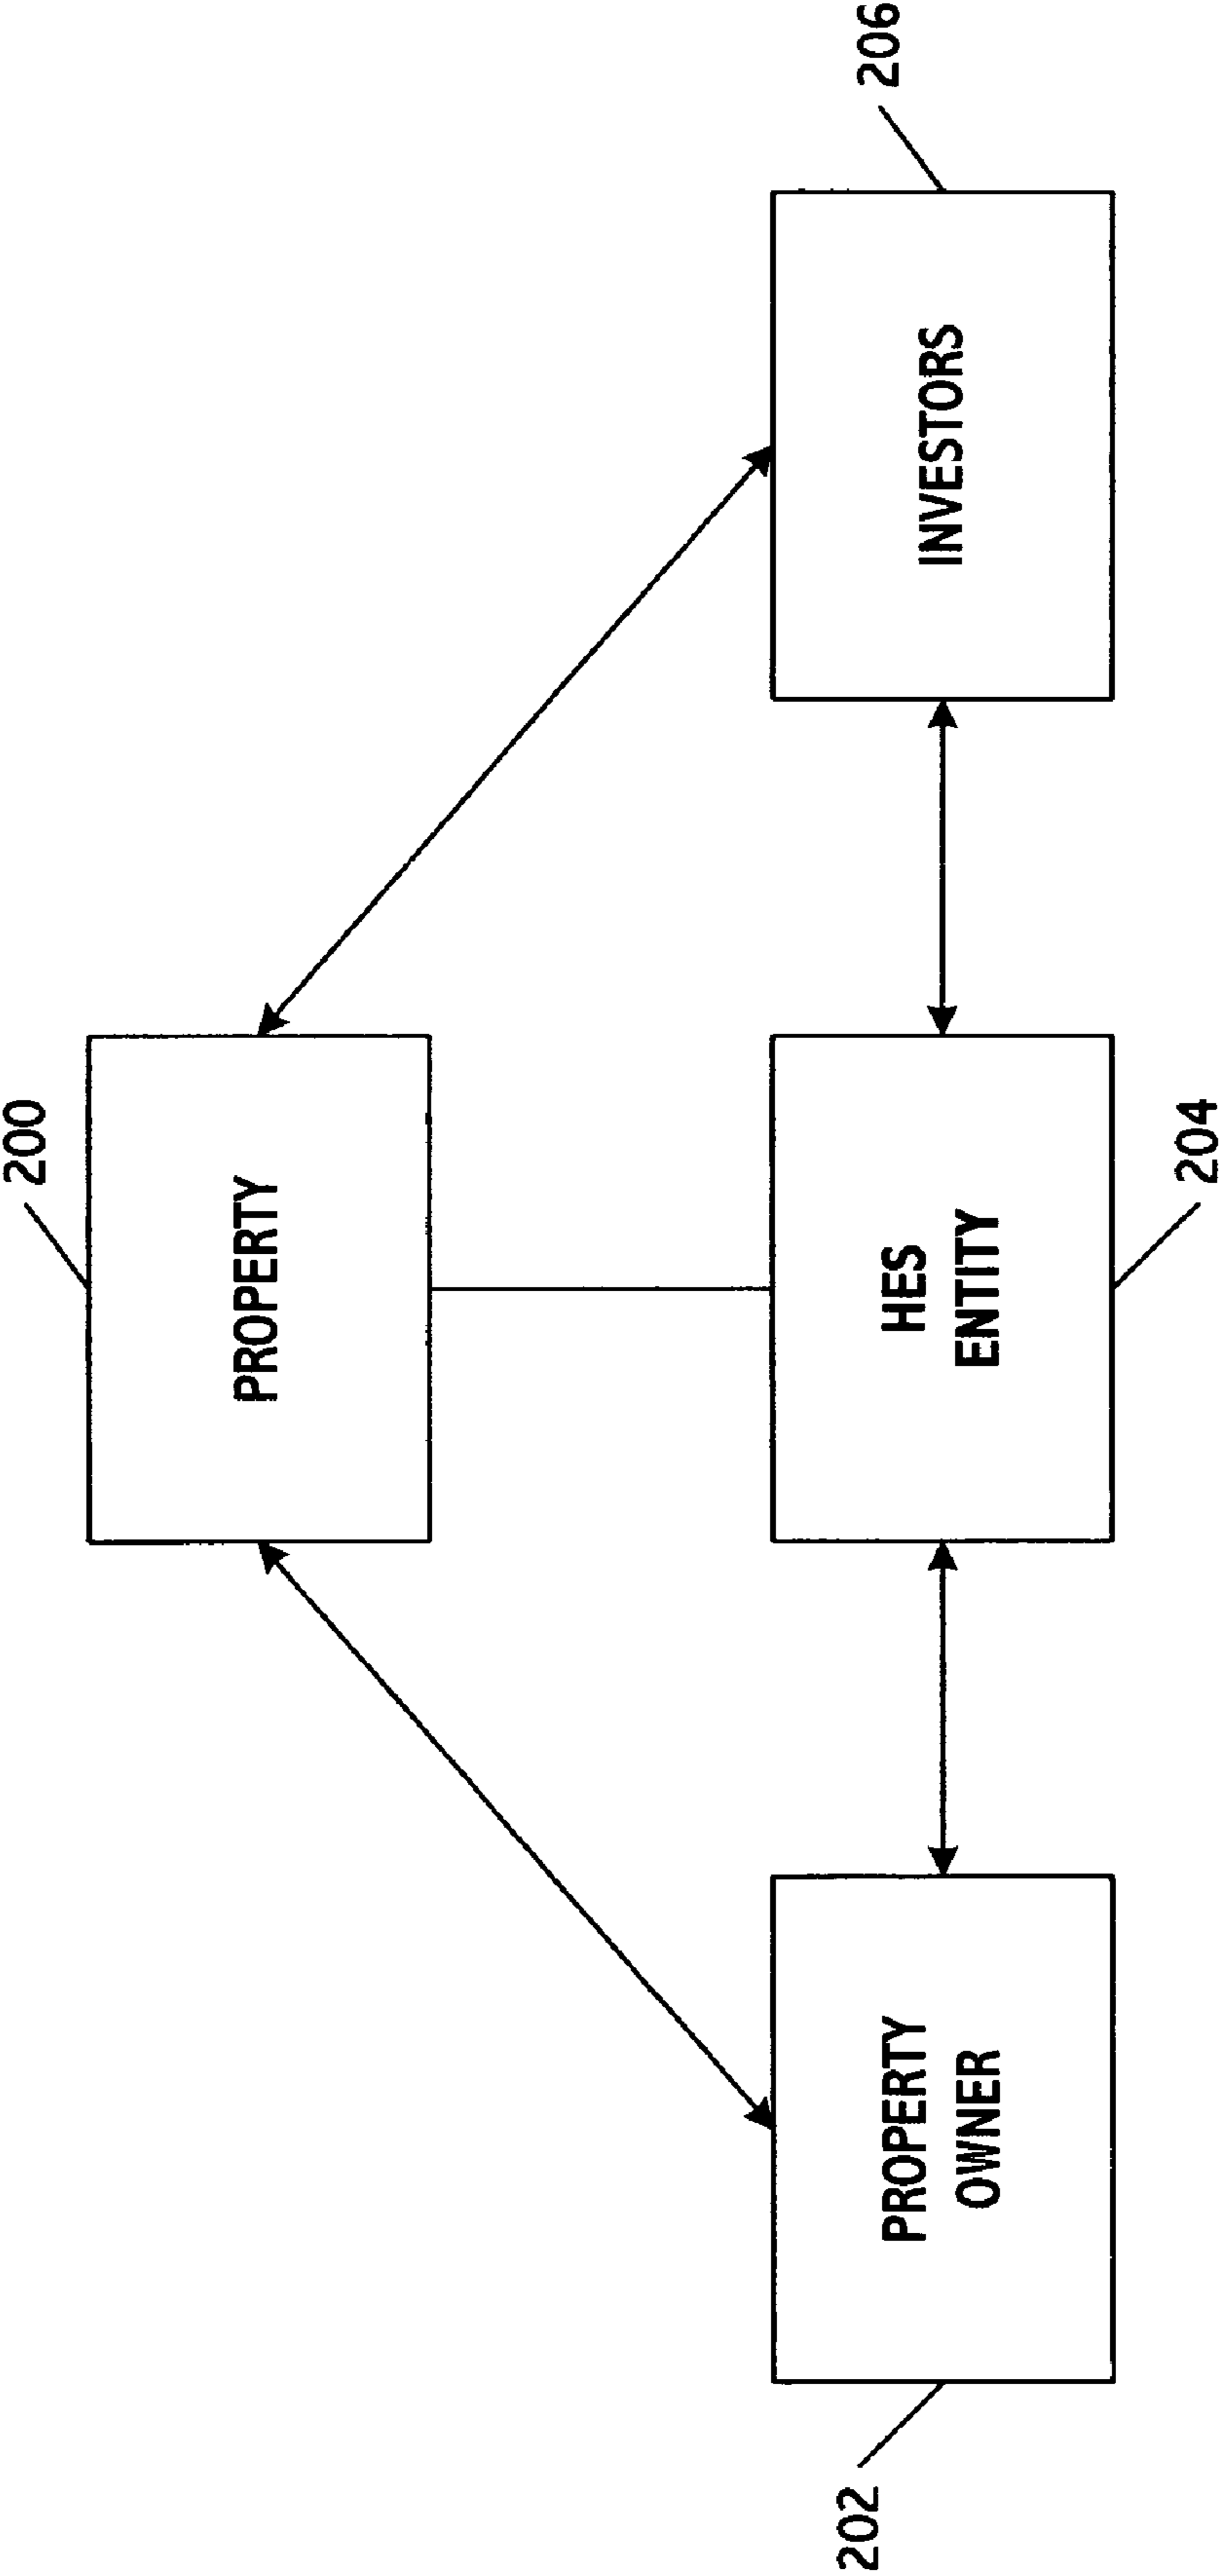 200
PROPERTY
206
INVESTORS
HES
ENTITY
204
PROPERTY
OWNER
202